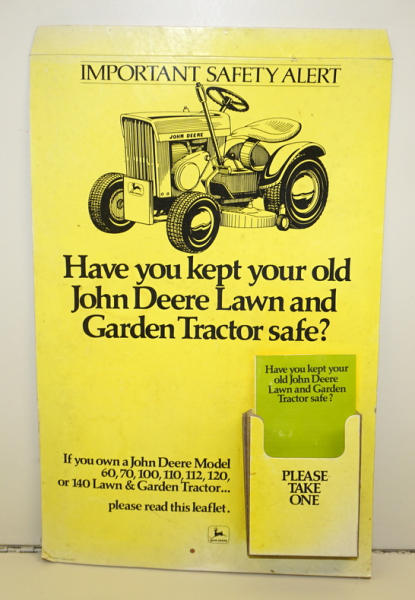 IMPORTANT SAFETY ALERT
JOHN DEERE
Have you kept your old
John Deere Lawn and
Garden Tractor safe?
Have you kept your
old John Deere
Lawn and Garden
Tractor safe?
If you own a John Deere Model
60, 70, 100, 110, 112, 120,
or 140 Lawn & Garden Tractor...
please read this leaflet.
PLEASE
TAKE
ONE
JOHN DEERE